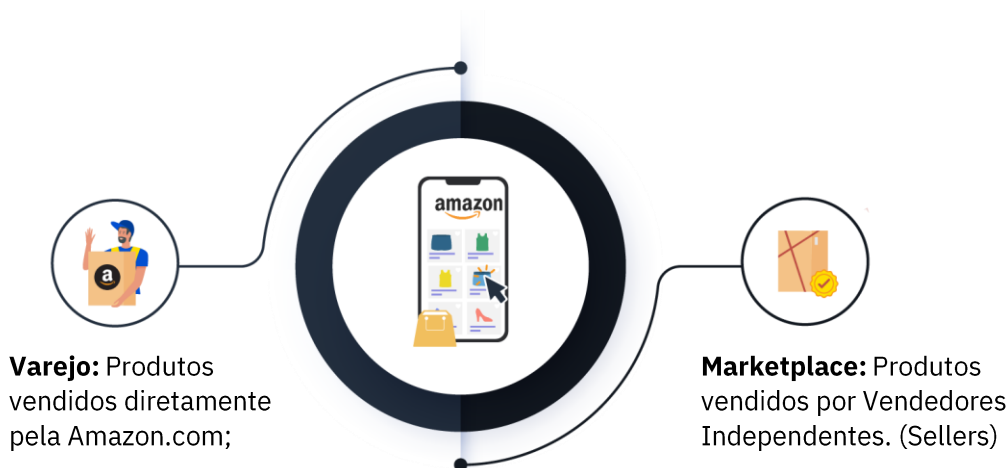 amazon
a
Varejo: Produtos
vendidos diretamente
pela Amazon.com;
Marketplace: Produtos
vendidos por Vendedores
Independentes. (Sellers)